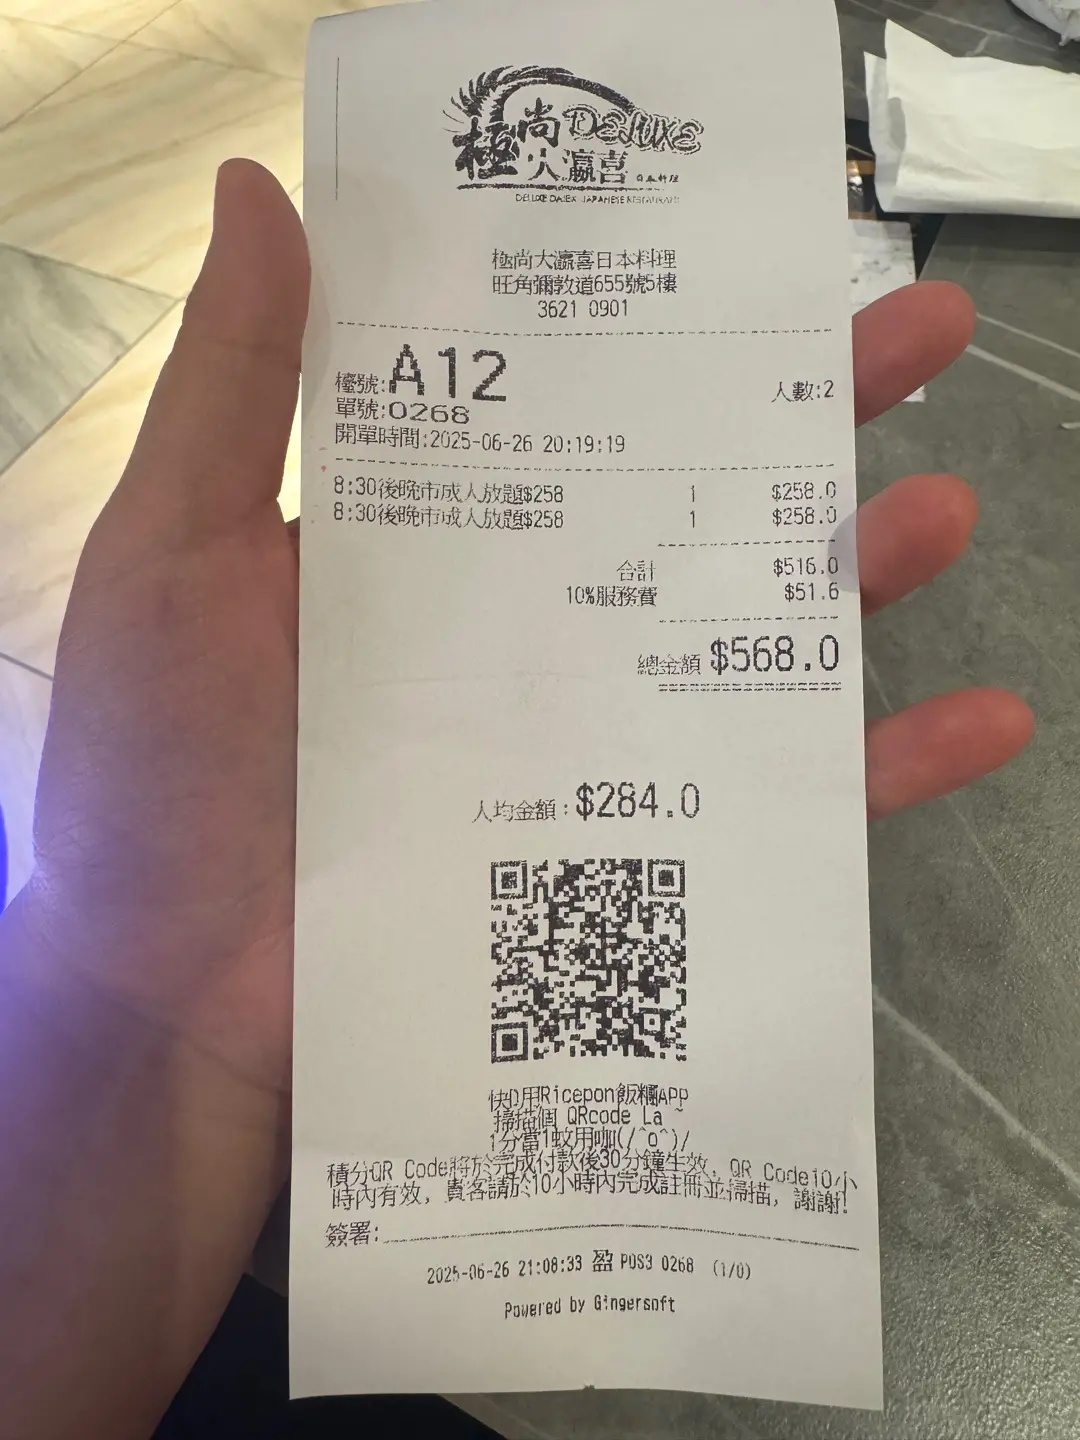 極尚 DELUXE
大瀛喜 日本料理
DELUXE DAIEKI JAPANESE RESTAURANT
極尚大瀛喜日本料理
旺角彌敦道655號5樓
3621 0901
檯號:A12 人數:2
單號:0268
開單時間:2025-06-26 20:19:19
8:30後晚市成人放題$258 1 $258.0
8:30後晚市成人放題$258 1 $258.0
合計 $516.0
10%服務費 $51.6
總金額 $568.0
人均金額:$284.0
快D用Ricepon飯糰APP
掃描個 QRcode La ~
1分當1蚊用咖(/^o^)/
積分QR Code將於完成付款後30分鐘生效, QR Code10小
時內有效, 貴客請於10小時內完成註冊並掃描, 謝謝!
簽署:
2025-06-26 21:08:33 盈 POS3 0268 (1/0)
Powered by Gingersoft